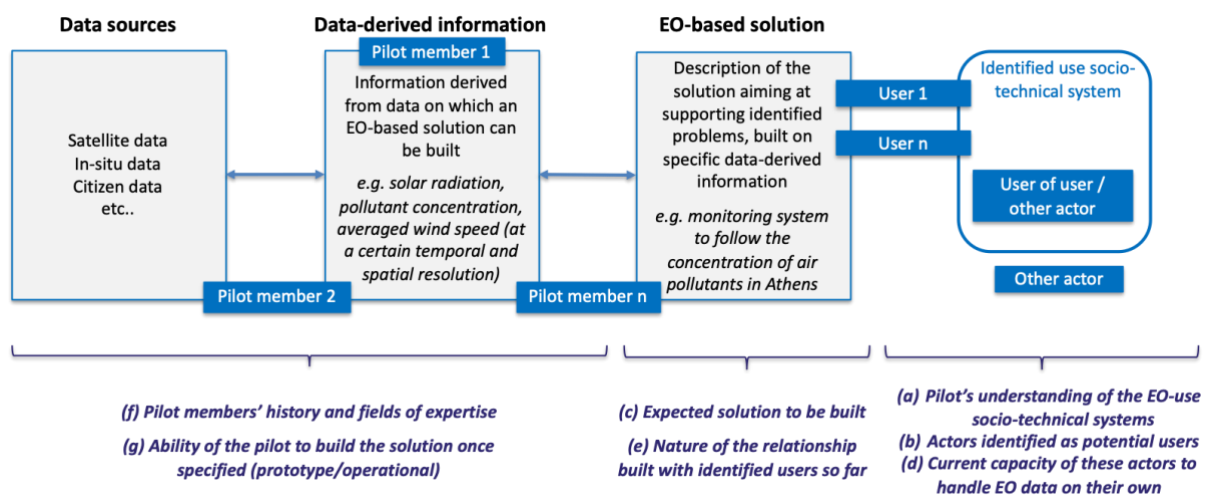 Data sources
Data-derived information
EO-based solution
Satellite data
In-situ data
Citizen data
etc..
Pilot member 1
Information derived
from data on which an
EO-based solution can
be built
e.g. solar radiation,
pollutant concentration,
averaged wind speed (at
a certain temporal and
spatial resolution)
Pilot member 2
Pilot member n
Description of the
solution aiming at
supporting identified
problems, built on
specific data-derived
information
e.g. monitoring system
to follow the
concentration of air
pollutants in Athens
User 1
User n
Identified use socio-
technical system
User of user /
other actor
Other actor
(f) Pilot members’ history and fields of expertise
(g) Ability of the pilot to build the solution once
specified (prototype/operational)
(c) Expected solution to be built
(e) Nature of the relationship
built with identified users so far
(a) Pilot’s understanding of the EO-use
socio-technical systems
(b) Actors identified as potential users
(d) Current capacity of these actors to
handle EO data on their own